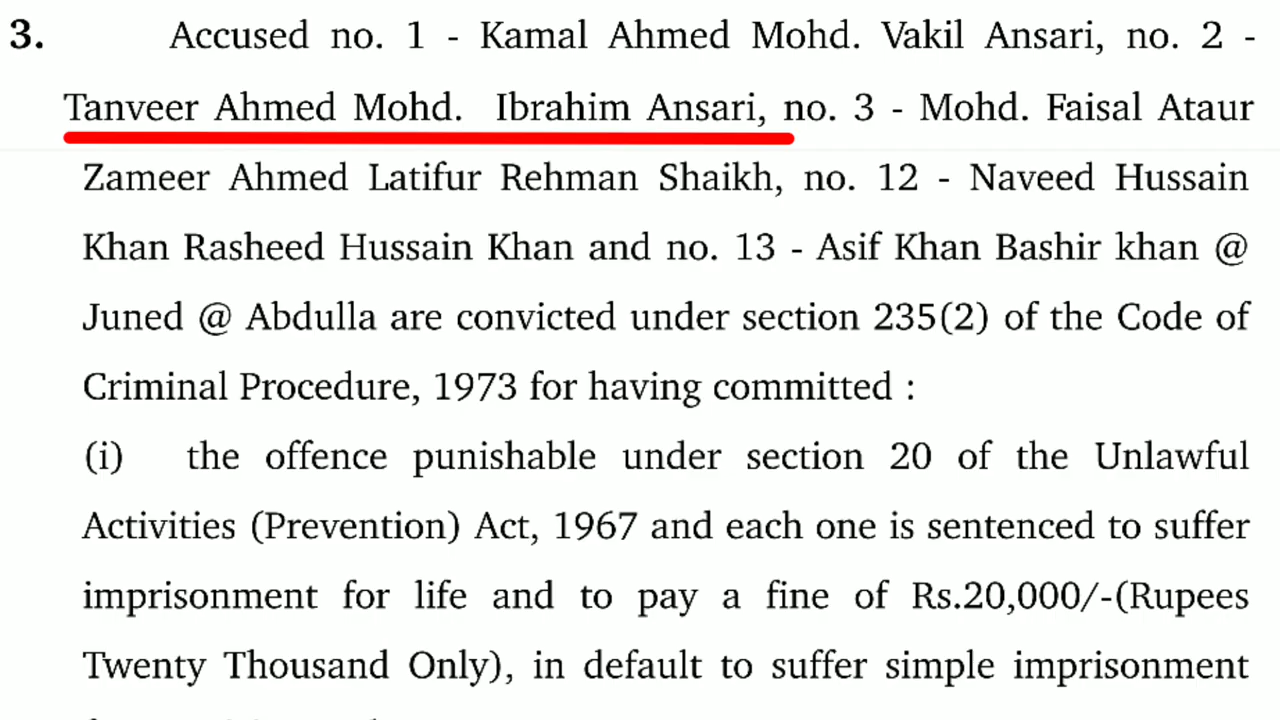 3. Accused no. 1 - Kamal Ahmed Mohd. Vakil Ansari, no. 2 -
Tanveer Ahmed Mohd. Ibrahim Ansari, no. 3 - Mohd. Faisal Ataur
Zameer Ahmed Latifur Rehman Shaikh, no. 12 - Naveed Hussain
Khan Rasheed Hussain Khan and no. 13 - Asif Khan Bashir khan @
Juned @ Abdulla are convicted under section 235(2) of the Code of
Criminal Procedure, 1973 for having committed :
(i) the offence punishable under section 20 of the Unlawful
Activities (Prevention) Act, 1967 and each one is sentenced to suffer
imprisonment for life and to pay a fine of Rs.20,000/-(Rupees
Twenty Thousand Only), in default to suffer simple imprisonment